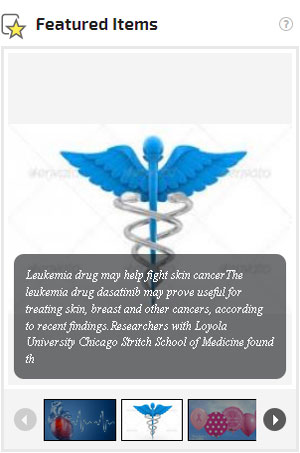 Featured Items
?
Leukemia drug may help fight skin cancerThe
leukemia drug dasatinib may prove useful for
treating skin, breast and other cancers, according
to recent findings.Researchers with Loyola
University Chicago Stritch School of Medicine found
th